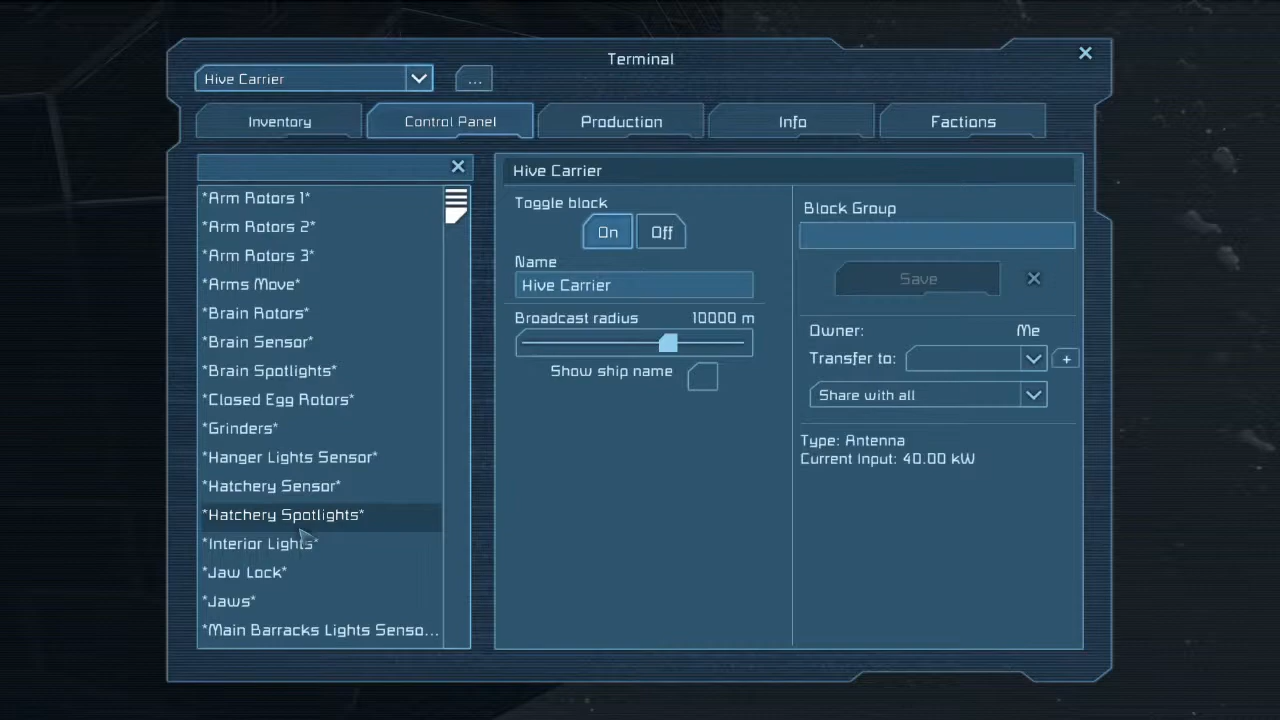 Terminal
Hive Carrier
...
Inventory
Control Panel
Production
Info
Factions
*Arm Rotors 1*
*Arm Rotors 2*
*Arm Rotors 3*
*Arms Move*
*Brain Rotors*
*Brain Sensor*
*Brain Spotlights*
*Closed Egg Rotors*
*Grinders*
*Hanger Lights Sensor*
*Hatchery Sensor*
*Hatchery Spotlights*
*Interior Lights*
*Jaw Lock*
*Jaws*
*Main Barracks Lights Senso...
Hive Carrier
Toggle block
On
Off
Name
Hive Carrier
Broadcast radius 10000 m
Show ship name
Block Group
Save
Owner: Me
Transfer to:
+
Share with all
Type: Antenna
Current Input: 40.00 kW